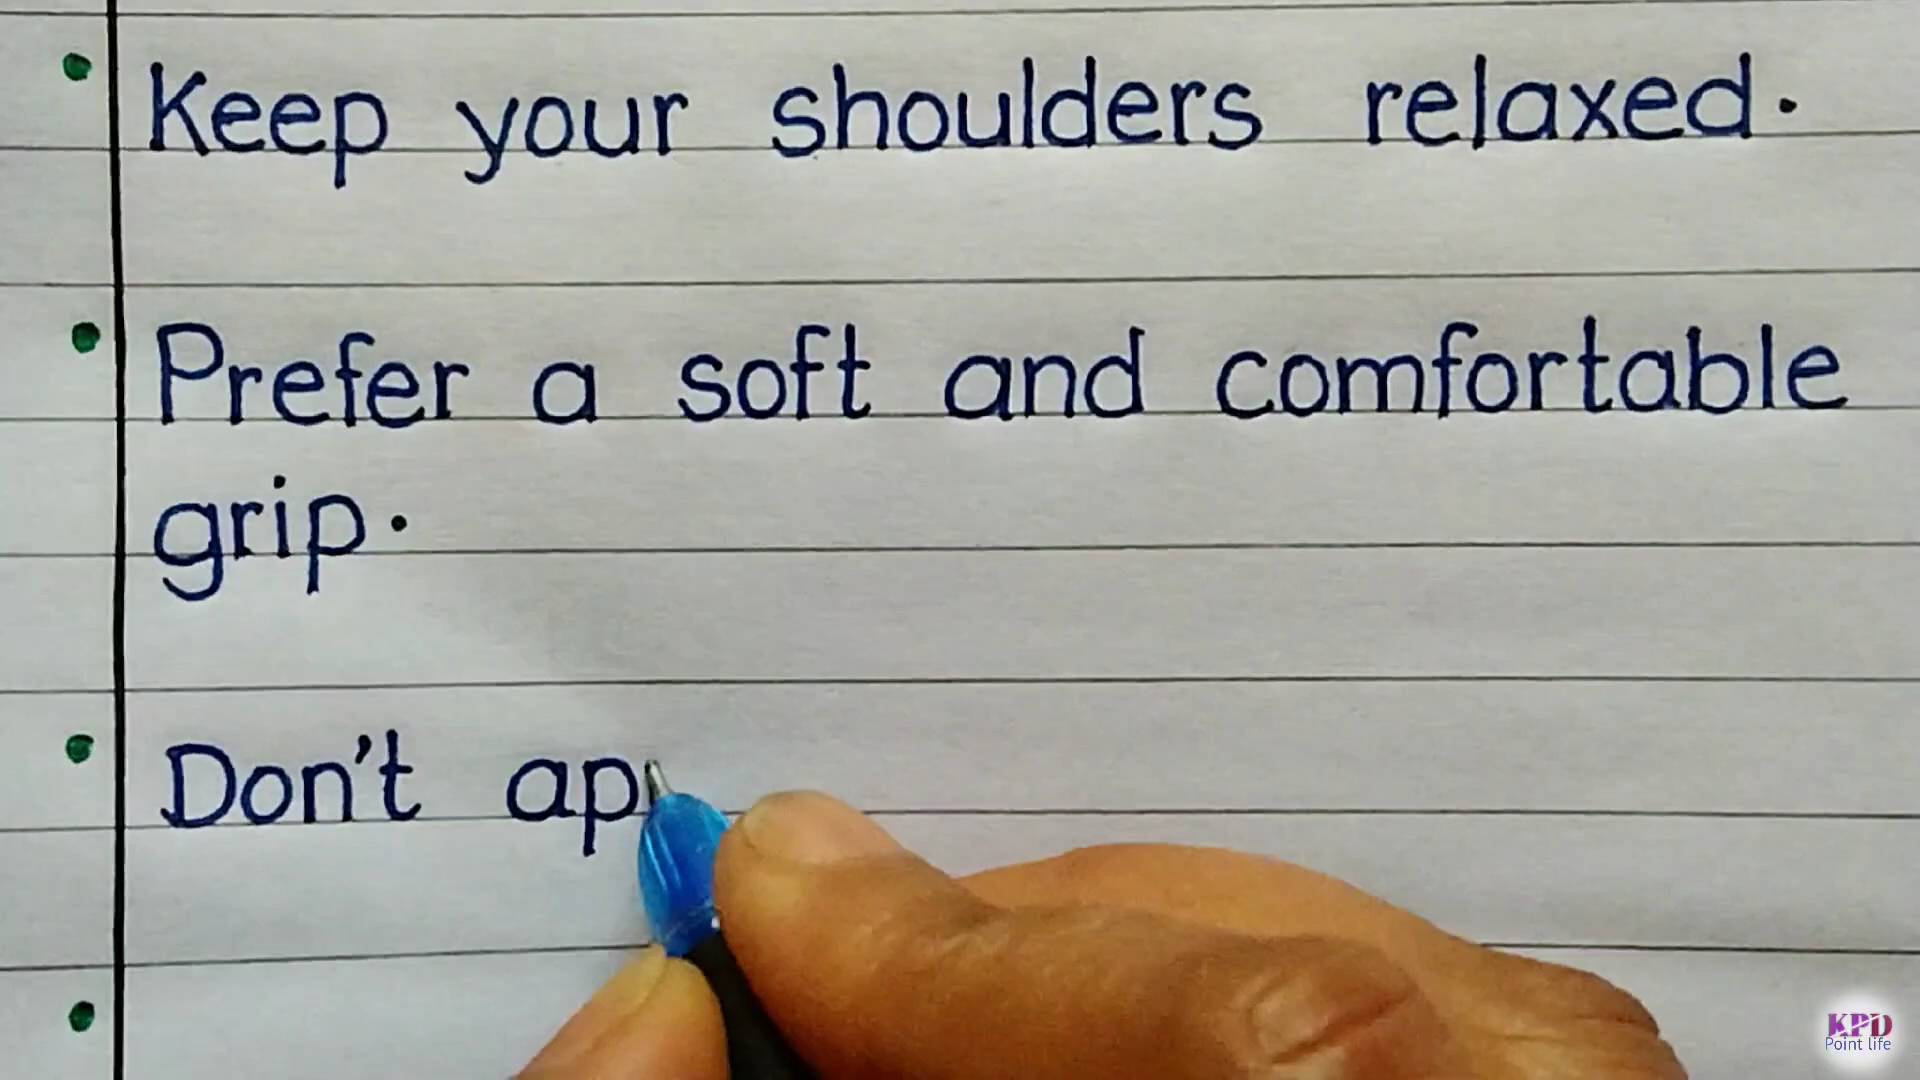 Keep your shoulders relaxed.
Prefer a soft and comfortable
grip.
Don't ap
KPD
Point life